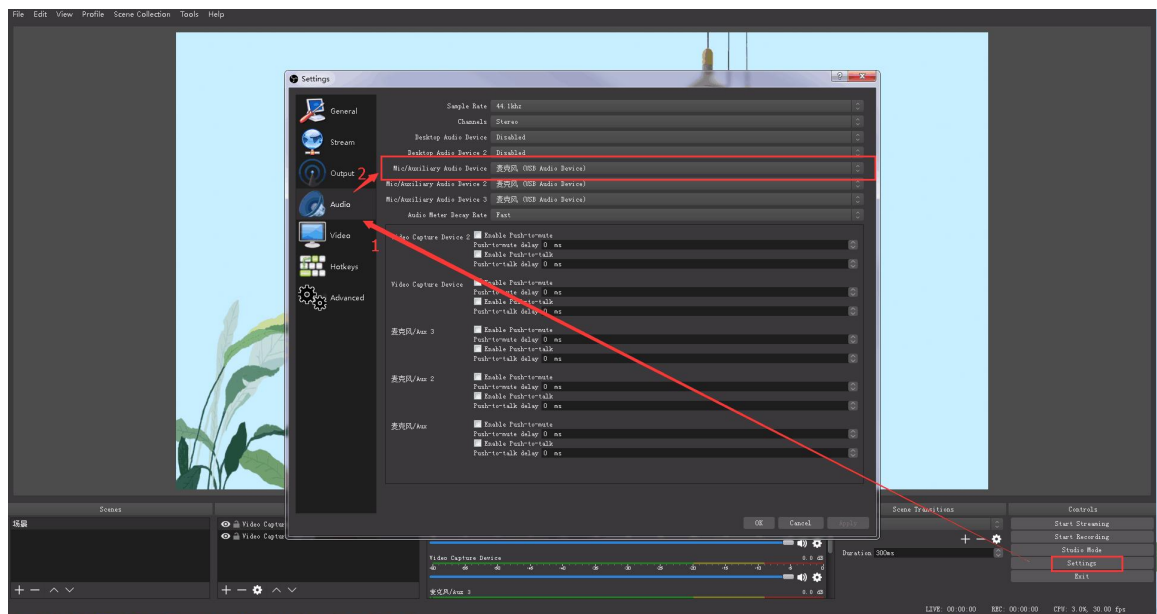 File Edit View Profile Scene Collection Tools Help
Settings
General
Stream
Output
Audio
Video
Hotkeys
Advanced
2
1
Sample Rate 44.1khz
Channels Stereo
Desktop Audio Device Disabled
Desktop Audio Device 2 Disabled
Mic/Auxiliary Audio Device 麦克风 (USB Audio Device)
Mic/Auxiliary Audio Device 2 麦克风 (USB Audio Device)
Mic/Auxiliary Audio Device 3 麦克风 (USB Audio Device)
Audio Meter Decay Rate Fast
Video Capture Device 2 Enable Push-to-mute
Push-to-mute delay 0 ms
Enable Push-to-talk
Push-to-talk delay 0 ms
Video Capture Device Enable Push-to-mute
Push-to-mute delay 0 ms
Enable Push-to-talk
Push-to-talk delay 0 ms
麦克风/Aux 3 Enable Push-to-mute
Push-to-mute delay 0 ms
Enable Push-to-talk
Push-to-talk delay 0 ms
麦克风/Aux 2 Enable Push-to-mute
Push-to-mute delay 0 ms
Enable Push-to-talk
Push-to-talk delay 0 ms
麦克风/Aux Enable Push-to-mute
Push-to-mute delay 0 ms
Enable Push-to-talk
Push-to-talk delay 0 ms
OK Cancel Apply
Scenes
场景
Video Captur
Video Captur
Video Capture Device 0.0 dB
麦克风/Aux 3 0.0 dB
Scene Transitions
Duration 300ms
Controls
Start Streaming
Start Recording
Studio Mode
Settings
Exit
LIVE: 00:00:00 REC: 00:00:00 CPU: 3.0%, 30.00 fps